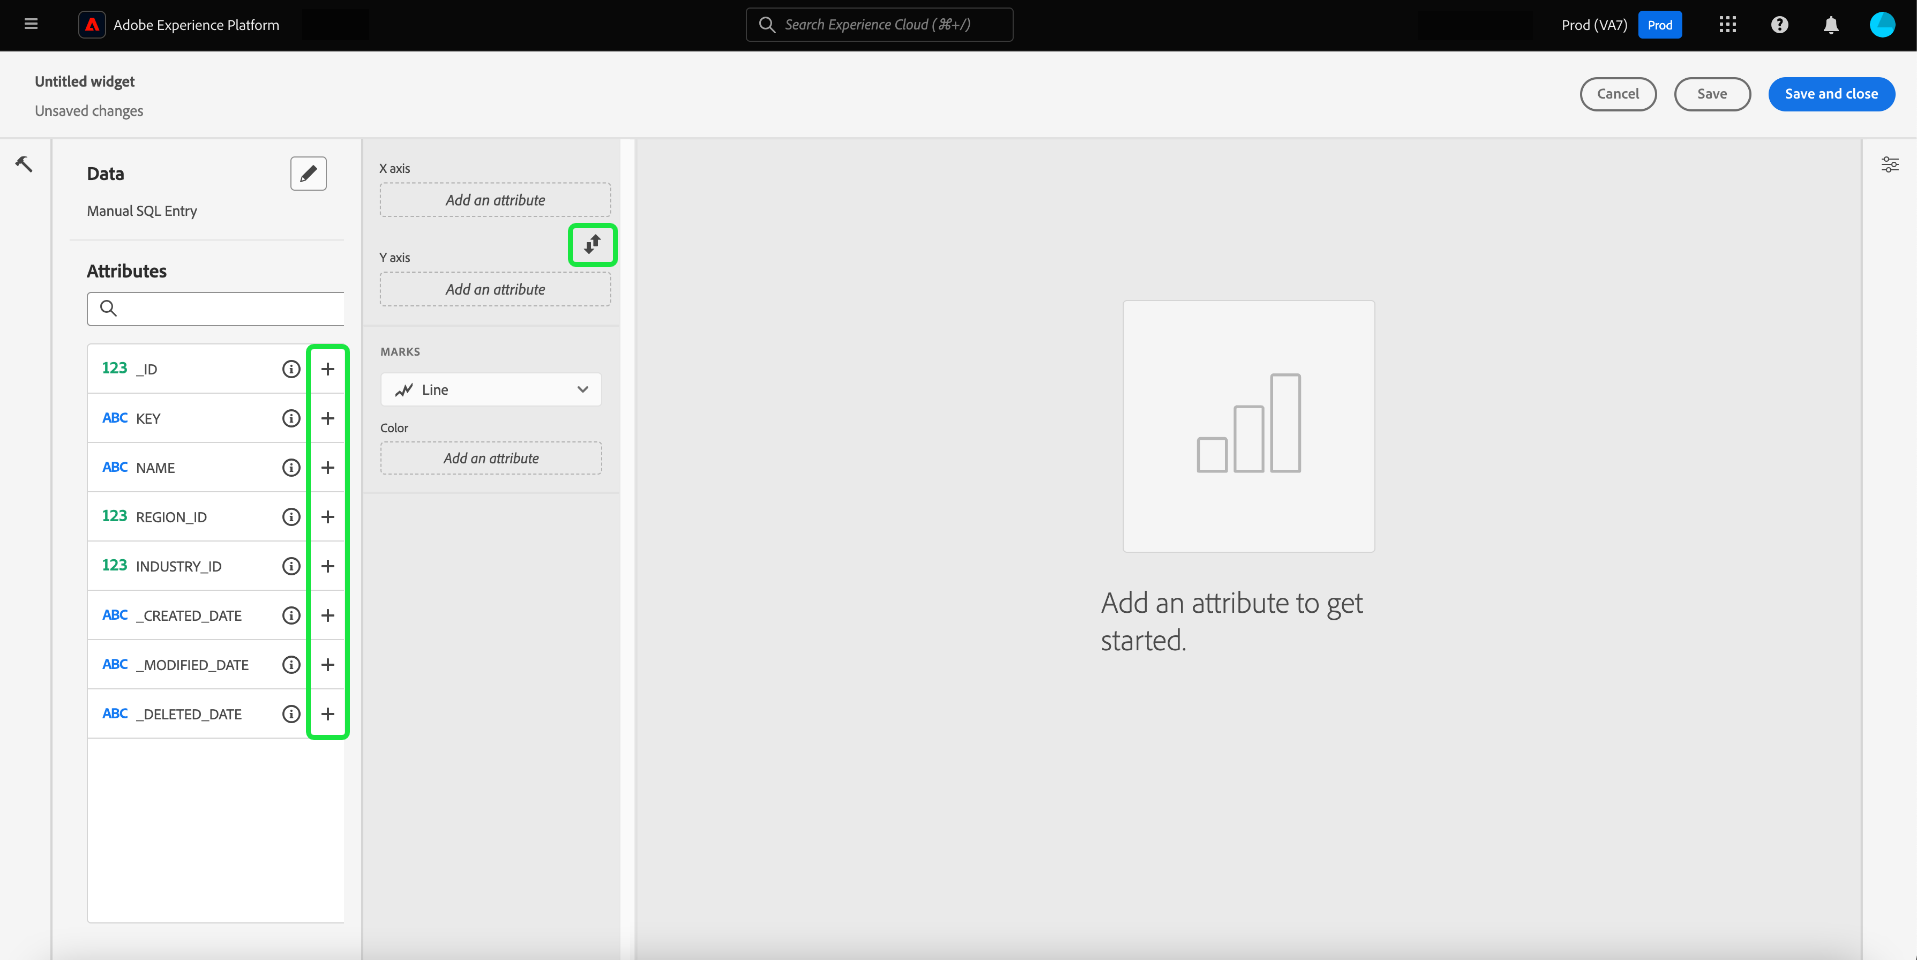 Adobe Experience Platform
Search Experience Cloud (⌘+/)
Prod (VA7)
Prod
Untitled widget
Unsaved changes
Cancel
Save
Save and close
Data
Manual SQL Entry
Attributes
123 _ID
ABC KEY
ABC NAME
123 REGION_ID
123 INDUSTRY_ID
ABC _CREATED_DATE
ABC _MODIFIED_DATE
ABC _DELETED_DATE
X axis
Add an attribute
Y axis
Add an attribute
MARKS
Line
Color
Add an attribute
Add an attribute to get
started.